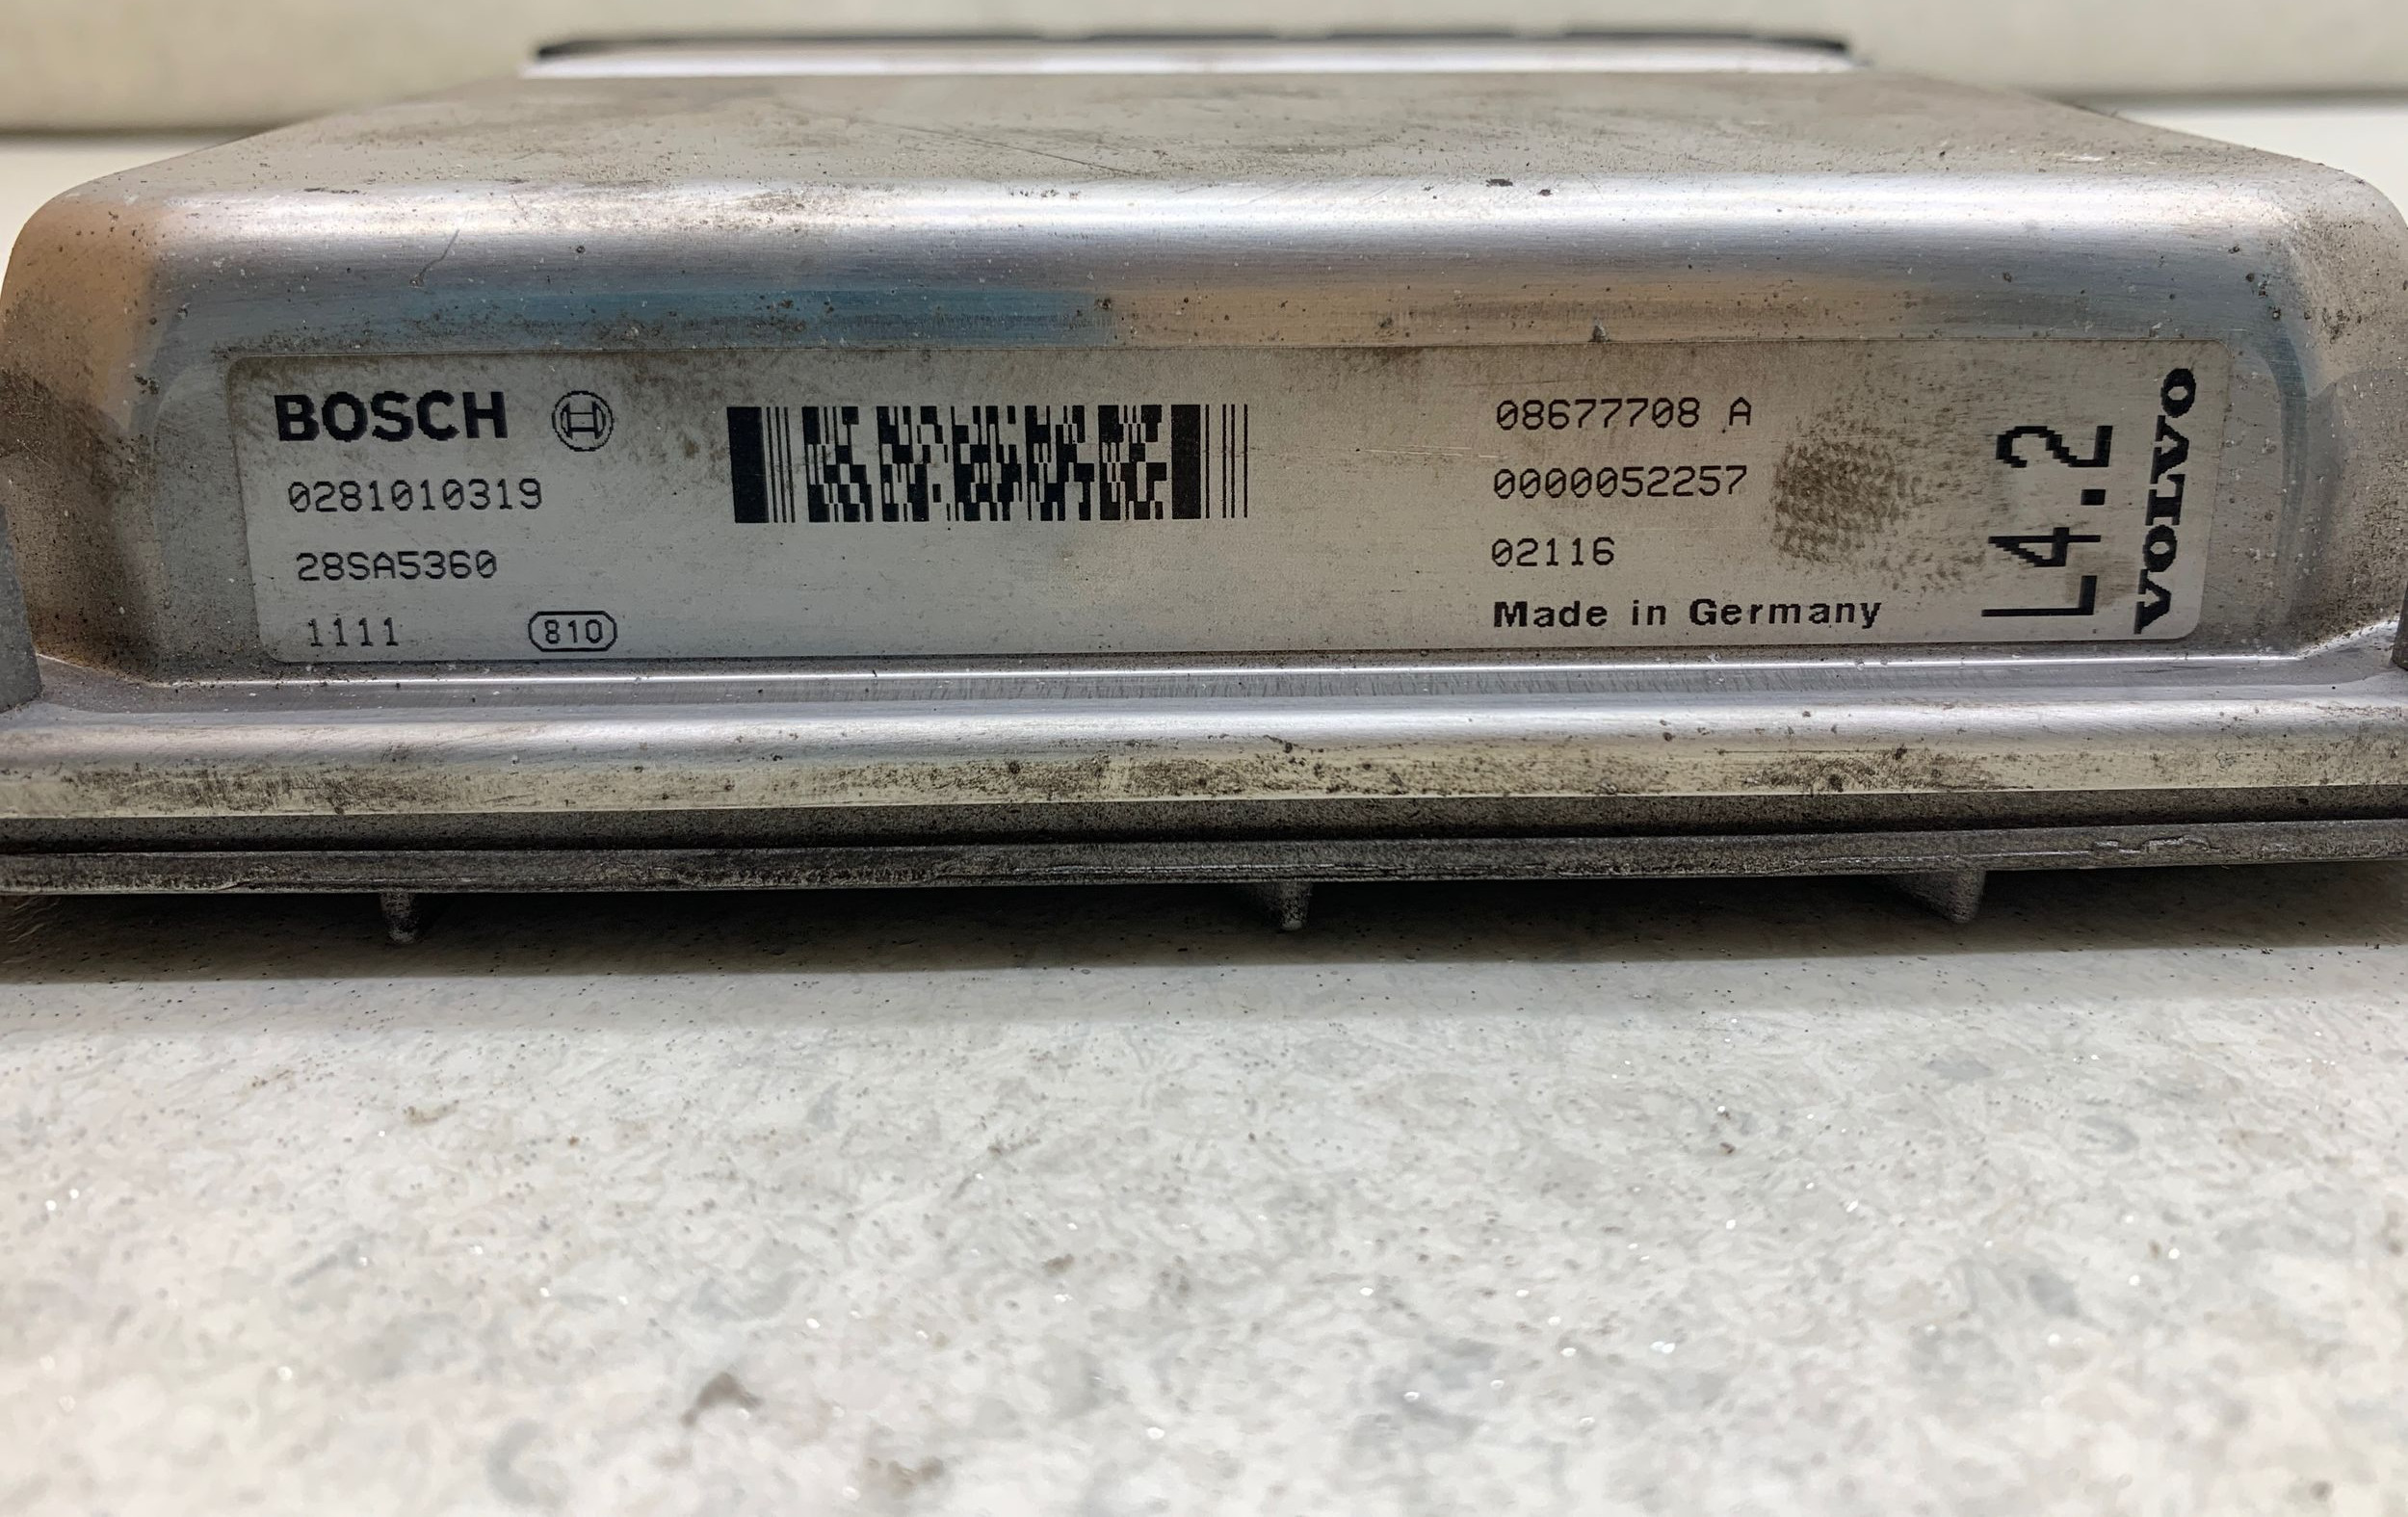 BOSCH
0281010319
28SA5360
1111
810
08677708 A
0000052257
02116
Made in Germany
L4.2
VOLVO